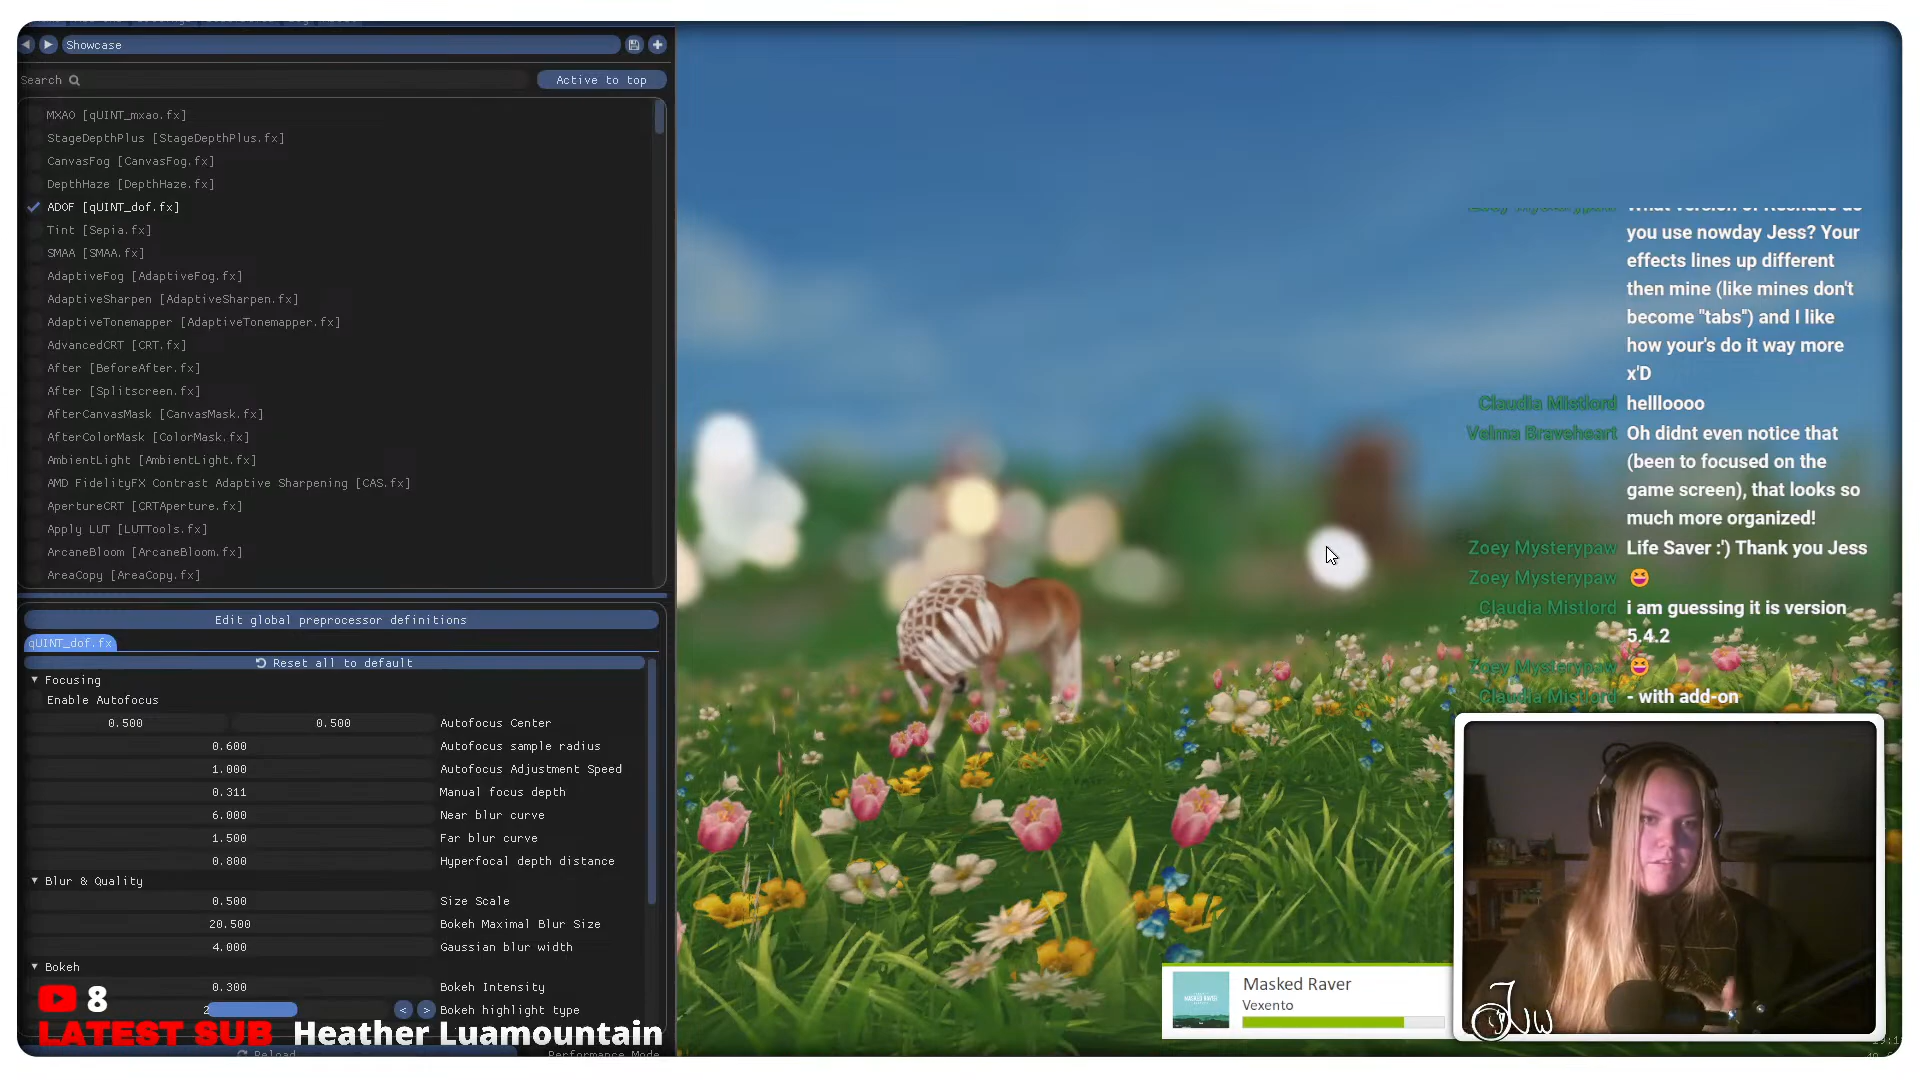 Showcase
Search
Active to top
MXAO [qUINT_mxao.fx]
StageDepthPlus [StageDepthPlus.fx]
CanvasFog [CanvasFog.fx]
DepthHaze [DepthHaze.fx]
ADOF [qUINT_dof.fx]
Tint [Sepia.fx]
SMAA [SMAA.fx]
AdaptiveFog [AdaptiveFog.fx]
AdaptiveSharpen [AdaptiveSharpen.fx]
AdaptiveTonemapper [AdaptiveTonemapper.fx]
AdvancedCRT [CRT.fx]
After [BeforeAfter.fx]
After [Splitscreen.fx]
AfterCanvasMask [CanvasMask.fx]
AfterColorMask [ColorMask.fx]
AmbientLight [AmbientLight.fx]
AMD FidelityFX Contrast Adaptive Sharpening [CAS.fx]
ApertureCRT [CRTAperture.fx]
Apply LUT [LUTTools.fx]
ArcaneBloom [ArcaneBloom.fx]
AreaCopy [AreaCopy.fx]
Edit global preprocessor definitions
qUINT_dof.fx
Reset all to default
Focusing
Enable Autofocus
0.500 0.500 Autofocus Center
0.600 Autofocus sample radius
1.000 Autofocus Adjustment Speed
0.311 Manual focus depth
6.000 Near blur curve
1.500 Far blur curve
0.800 Hyperfocal depth distance
Blur & Quality
0.500 Size Scale
20.500 Bokeh Maximal Blur Size
4.000 Gaussian blur width
Bokeh
0.300 Bokeh Intensity
2 < > Bokeh highlight type
Reload Performance Mode
8
LATEST SUB Heather Luamountain
you use nowday Jess? Your
effects lines up different
then mine (like mines don't
become "tabs") and I like
how your's do it way more
x'D
Claudia Mistlord hellloooo
Velma Braveheart Oh didnt even notice that
(been to focused on the
game screen), that looks so
much more organized!
Zoey Mysterypaw Life Saver :') Thank you Jess
Zoey Mysterypaw 😆
Claudia Mistlord i am guessing it is version
5.4.2
Zoey Mysterypaw 😆
Claudia Mistlord - with add-on
Masked Raver
Vexento